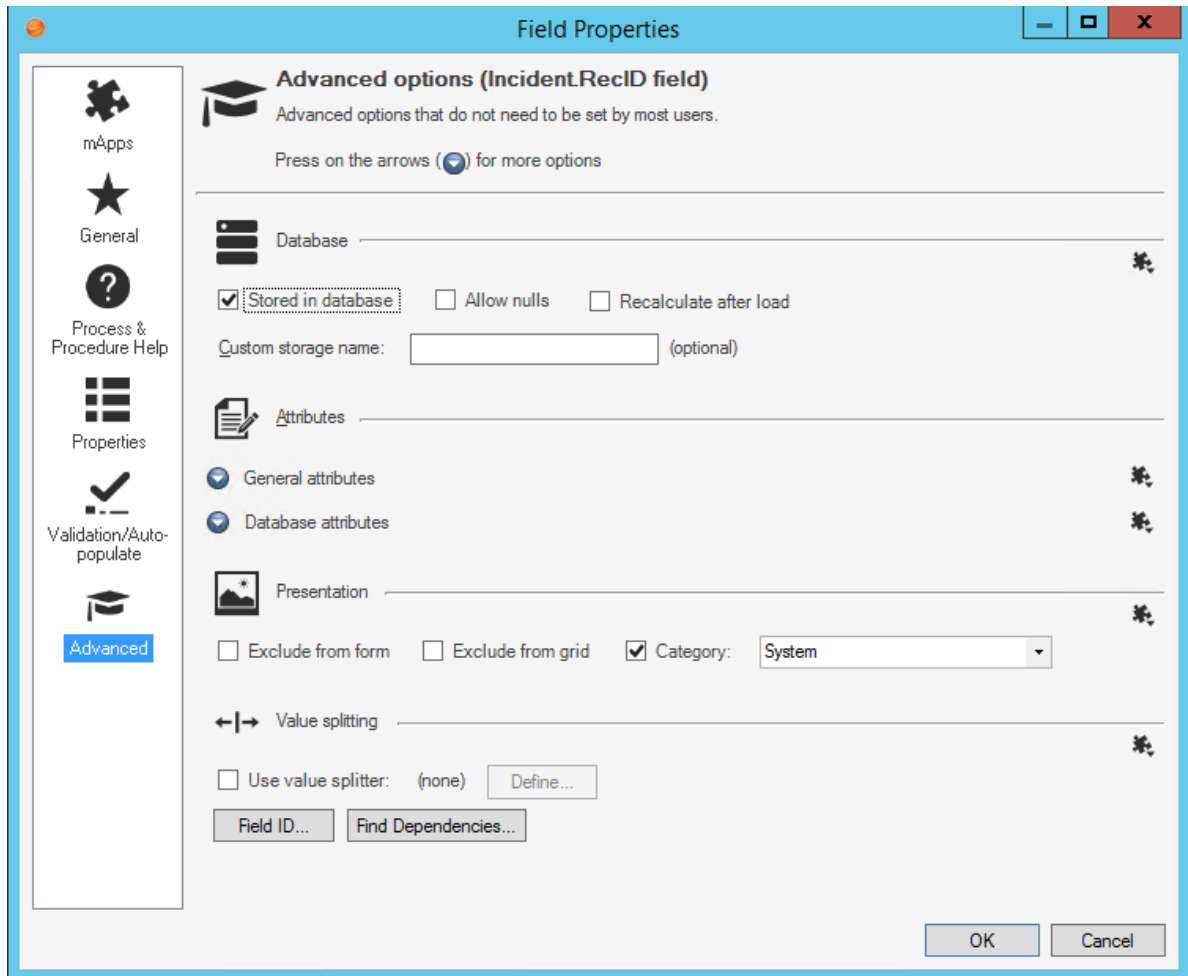 Field Properties
Advanced options (Incident.RecID field)
Advanced options that do not need to be set by most users.
Press on the arrows ( ) for more options
mApps
General
Process &
Procedure Help
Properties
Validation/Auto-
populate
Advanced
Database
Stored in database Allow nulls Recalculate after load
Custom storage name: (optional)
Attributes
General attributes
Database attributes
Presentation
Exclude from form Exclude from grid Category: System
Value splitting
Use value splitter: (none) Define...
Field ID... Find Dependencies...
OK Cancel